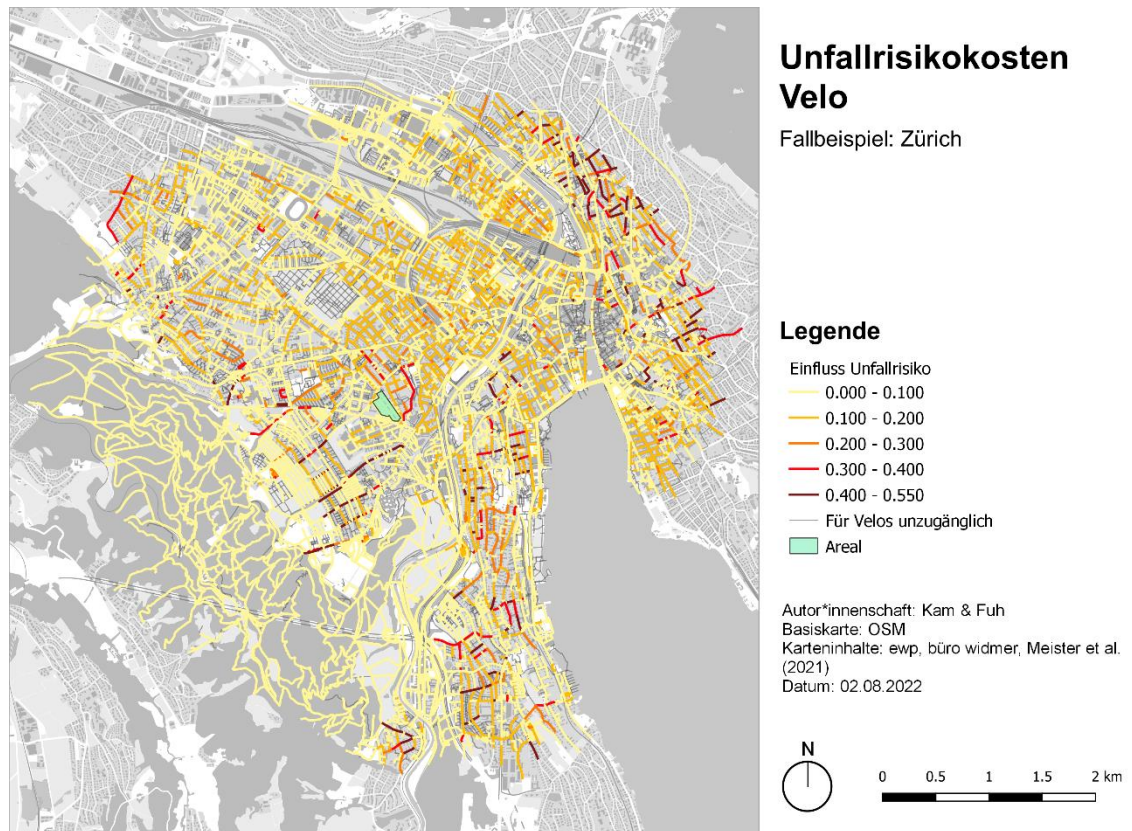 Unfallrisikokosten
Velo
Fallbeispiel: Zürich
Legende
Einfluss Unfallrisiko
0.000 - 0.100
0.100 - 0.200
0.200 - 0.300
0.300 - 0.400
0.400 - 0.550
Für Velos unzugänglich
Areal
Autor*innenschaft: Kam & Fuh
Basiskarte: OSM
Karteninhalte: ewp, büro widmer, Meister et al.
(2021)
Datum: 02.08.2022
N
0 0.5 1 1.5 2 km